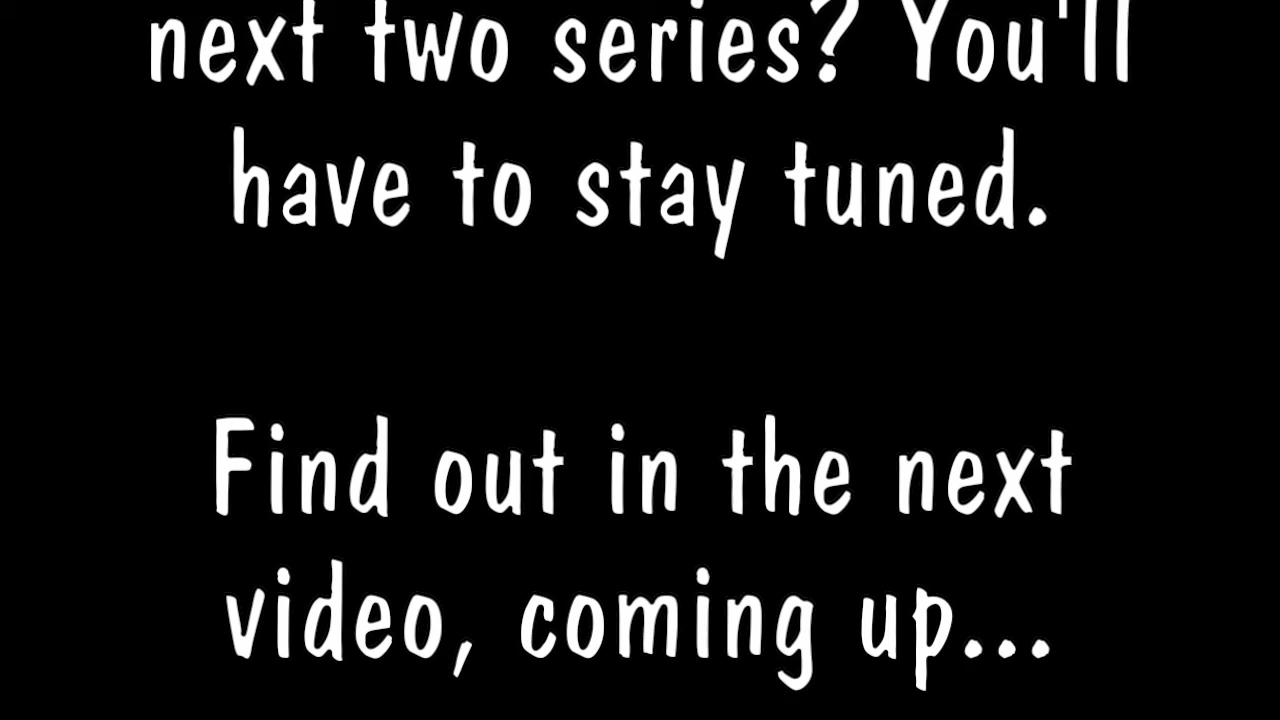 next two series? You'll
have to stay tuned.
Find out in the next
video, coming up...